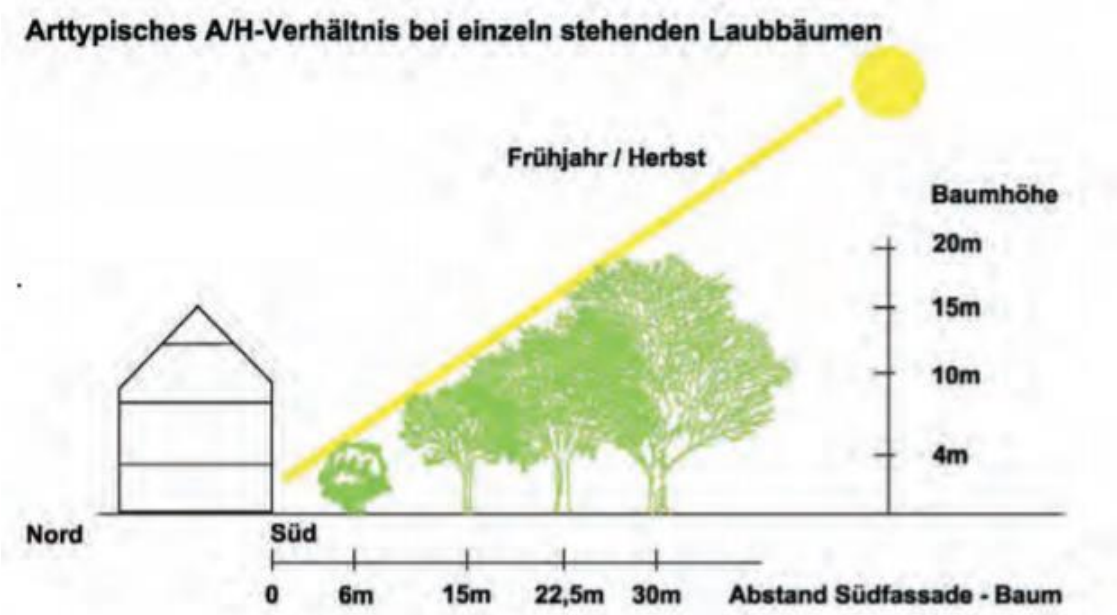 Arttypisches A/H-Verhältnis bei einzeln stehenden Laubbäumen
Frühjahr / Herbst
Baumhöhe
20m
15m
10m
4m
Nord
Süd
0 6m 15m 22,5m 30m Abstand Südfassade - Baum